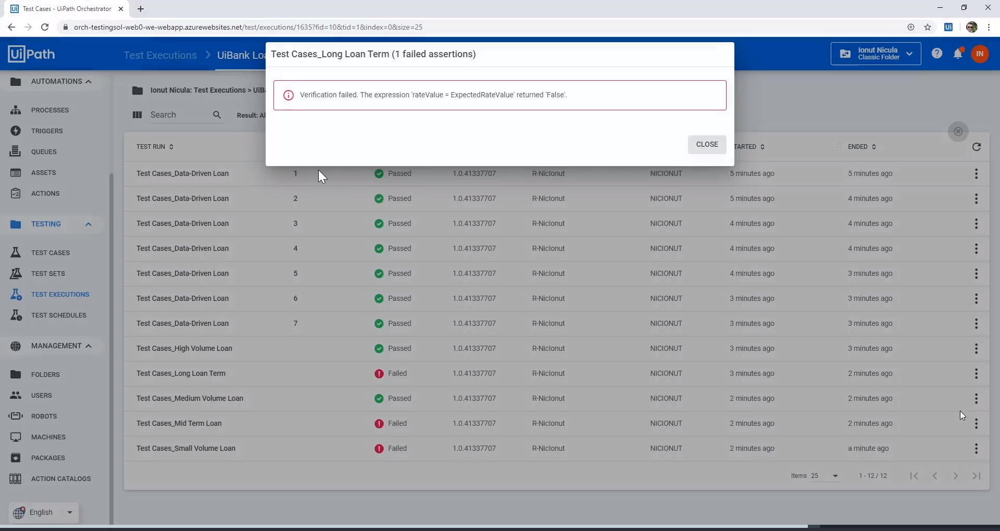 Test Cases - UiPath Orchestrator
orch-testingsol-web0-we-webapp.azurewebsites.net/test/executions/1635?fid=10&tid=1&index=0&size=25
Ui
UiPath
Test Executions > UiBank Loa
Ionut Nicula
Classic Folder
IN
Test Cases_Long Loan Term (1 failed assertions)
Verification failed. The expression 'rateValue = ExpectedRateValue' returned 'False'.
CLOSE
AUTOMATIONS
PROCESSES
TRIGGERS
QUEUES
ASSETS
ACTIONS
TESTING
TEST CASES
TEST SETS
TEST EXECUTIONS
TEST SCHEDULES
MANAGEMENT
FOLDERS
USERS
ROBOTS
MACHINES
PACKAGES
ACTION CATALOGS
English
Ionut Nicula: Test Executions > UiB
Search Result: Al
TEST RUN TARTED ENDED
Test Cases_Data-Driven Loan 1 Passed 1.0.41337707 R-NicIonut NICIONUT 5 minutes ago 5 minutes ago
Test Cases_Data-Driven Loan 2 Passed 1.0.41337707 R-NicIonut NICIONUT 5 minutes ago 4 minutes ago
Test Cases_Data-Driven Loan 3 Passed 1.0.41337707 R-NicIonut NICIONUT 4 minutes ago 4 minutes ago
Test Cases_Data-Driven Loan 4 Passed 1.0.41337707 R-NicIonut NICIONUT 4 minutes ago 4 minutes ago
Test Cases_Data-Driven Loan 5 Passed 1.0.41337707 R-NicIonut NICIONUT 4 minutes ago 3 minutes ago
Test Cases_Data-Driven Loan 6 Passed 1.0.41337707 R-NicIonut NICIONUT 3 minutes ago 3 minutes ago
Test Cases_Data-Driven Loan 7 Passed 1.0.41337707 R-NicIonut NICIONUT 3 minutes ago 3 minutes ago
Test Cases_High Volume Loan Passed 1.0.41337707 R-NicIonut NICIONUT 3 minutes ago 3 minutes ago
Test Cases_Long Loan Term Failed 1.0.41337707 R-NicIonut NICIONUT 3 minutes ago 2 minutes ago
Test Cases_Medium Volume Loan Passed 1.0.41337707 R-NicIonut NICIONUT 2 minutes ago 2 minutes ago
Test Cases_Mid Term Loan Failed 1.0.41337707 R-NicIonut NICIONUT 2 minutes ago 2 minutes ago
Test Cases_Small Volume Loan Failed 1.0.41337707 R-NicIonut NICIONUT 2 minutes ago a minute ago
Items 25 1 - 12 / 12